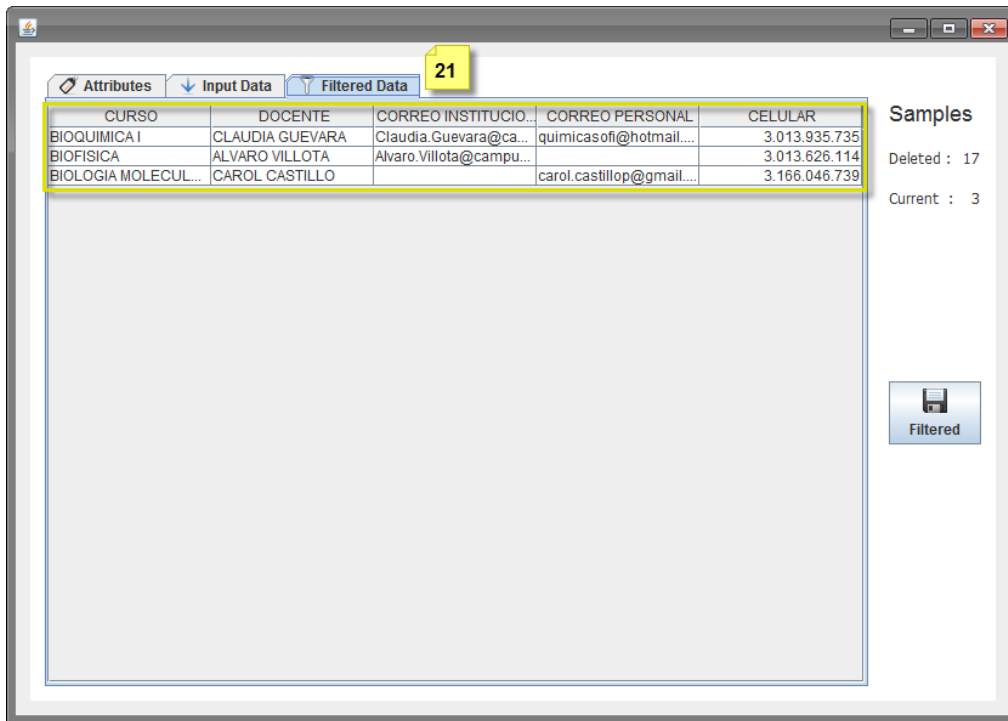 Attributes Input Data Filtered Data 21
CURSO DOCENTE CORREO INSTITUCIO... CORREO PERSONAL CELULAR
BIOQUIMICA I CLAUDIA GUEVARA Claudia.Guevara@ca... quimicasofi@hotmail.... 3.013.935.735
BIOFISICA ALVARO VILLOTA Alvaro.Villota@campu... 3.013.626.114
BIOLOGIA MOLECUL... CAROL CASTILLO carol.castillop@gmail.... 3.166.046.739
Samples
Deleted : 17
Current : 3
Filtered